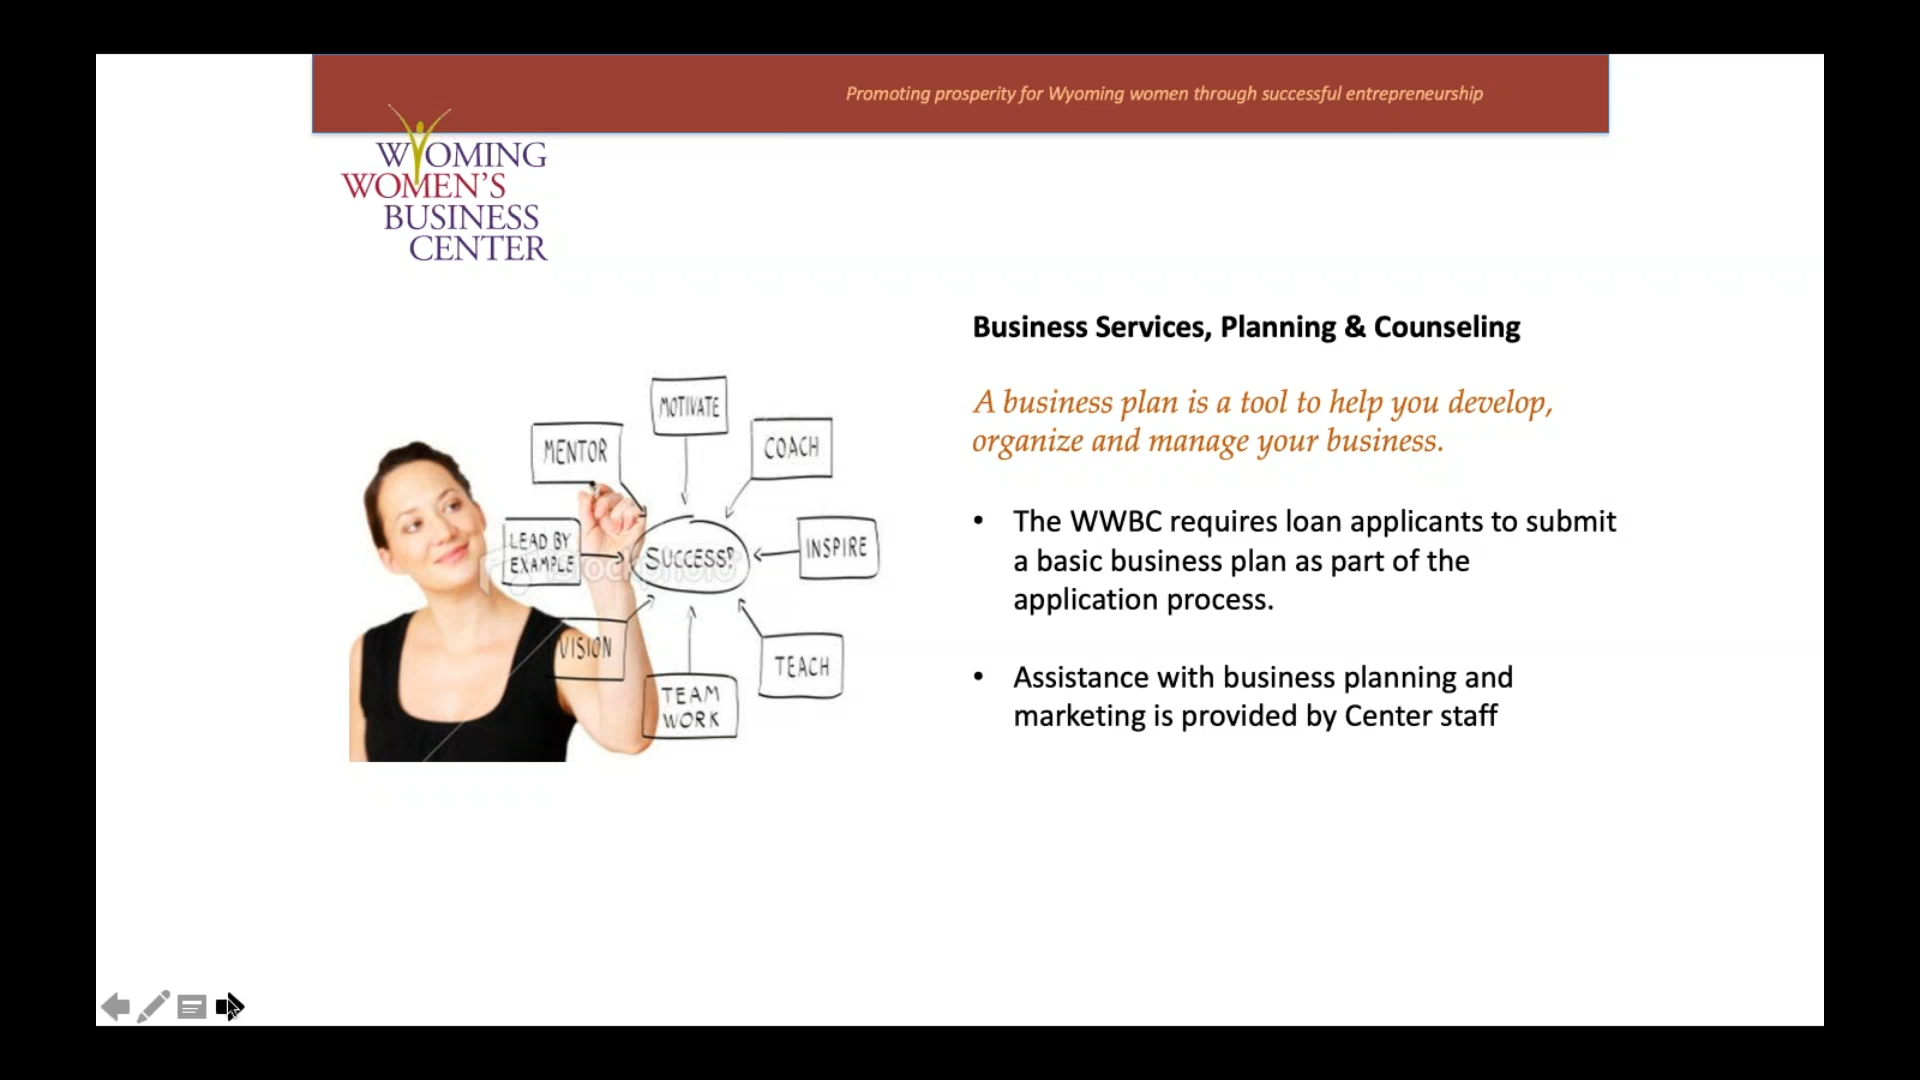 Promoting prosperity for Wyoming women through successful entrepreneurship
WYOMING
WOMEN'S
BUSINESS
CENTER
Business Services, Planning & Counseling
A business plan is a tool to help you develop,
organize and manage your business.
• The WWBC requires loan applicants to submit
a basic business plan as part of the
application process.
• Assistance with business planning and
marketing is provided by Center staff
MOTIVATE
MENTOR
COACH
LEAD BY
EXAMPLE
SUCCESS!
INSPIRE
VISION
TEACH
TEAM
WORK